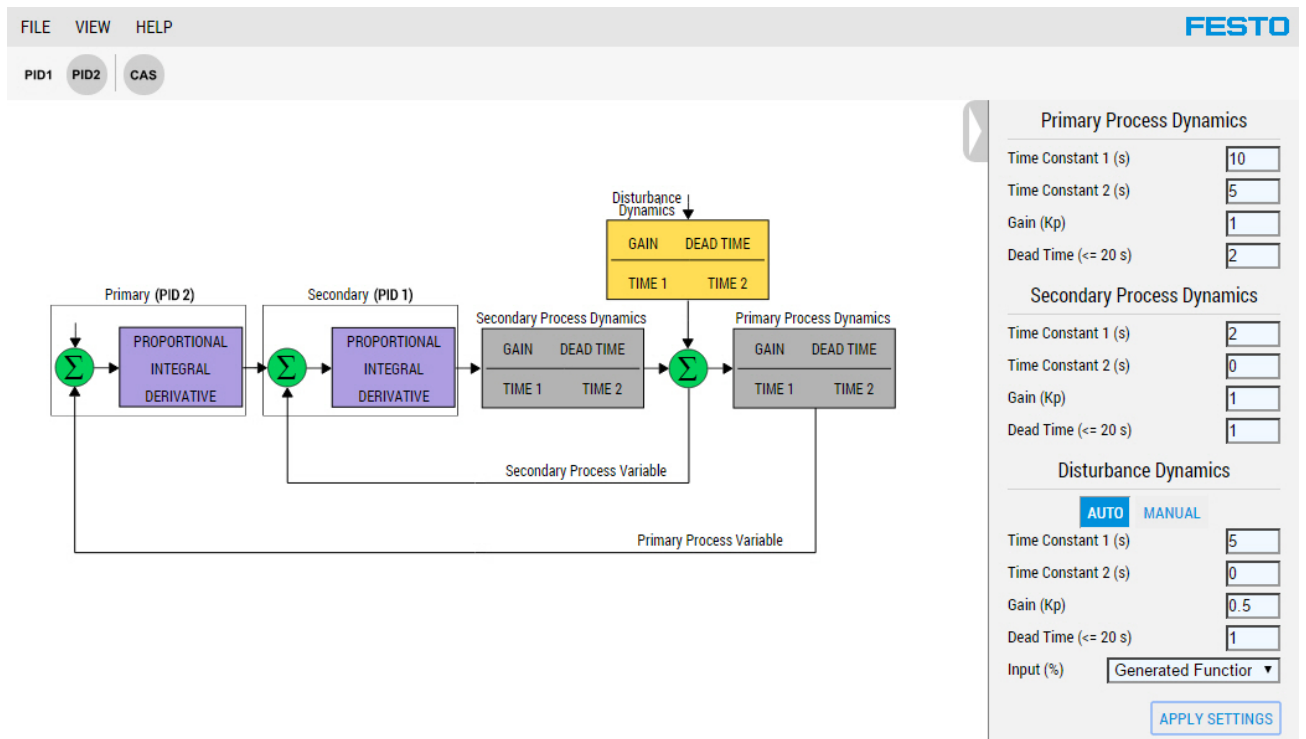 FILE VIEW HELP FESTO
PID1 PID2 CAS
Disturbance
Dynamics
GAIN DEAD TIME
TIME 1 TIME 2
Primary (PID 2)
Σ
PROPORTIONAL
INTEGRAL
DERIVATIVE
Secondary (PID 1)
Σ
PROPORTIONAL
INTEGRAL
DERIVATIVE
Secondary Process Dynamics
GAIN DEAD TIME
TIME 1 TIME 2
Σ
Primary Process Dynamics
GAIN DEAD TIME
TIME 1 TIME 2
Secondary Process Variable
Primary Process Variable
Primary Process Dynamics
Time Constant 1 (s) 10
Time Constant 2 (s) 5
Gain (Kp) 1
Dead Time (<= 20 s) 2
Secondary Process Dynamics
Time Constant 1 (s) 2
Time Constant 2 (s) 0
Gain (Kp) 1
Dead Time (<= 20 s) 1
Disturbance Dynamics
AUTO MANUAL
Time Constant 1 (s) 5
Time Constant 2 (s) 0
Gain (Kp) 0.5
Dead Time (<= 20 s) 1
Input (%) Generated Function
APPLY SETTINGS